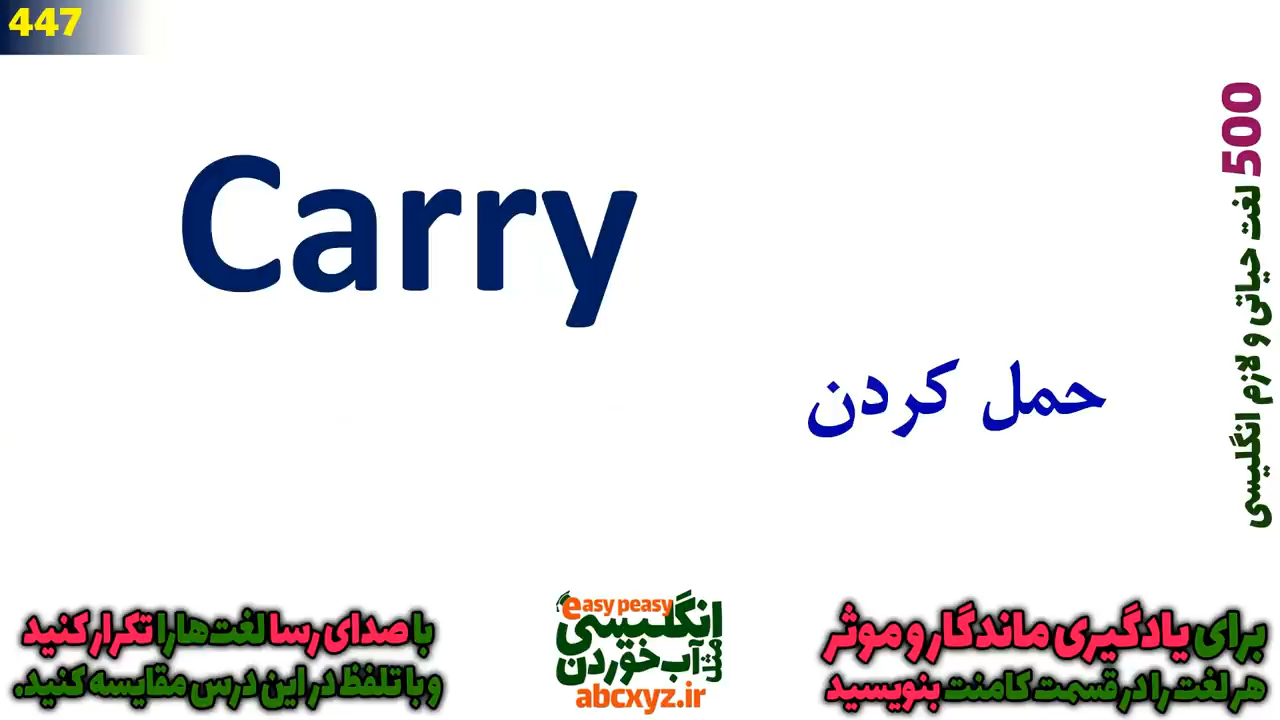 447
Carry
حمل کردن
500 لغت حیاتی و لازم انگلیسی
برای یادگیری ماندگار و موثر
هر لغت را در قسمت کامنت بنویسید
easy peasy
انگلیسی
مثل آب خوردن
abcxyz.ir
با صدای رسا لغت‌ها را تکرار کنید
و با تلفظ در این درس مقایسه کنید.